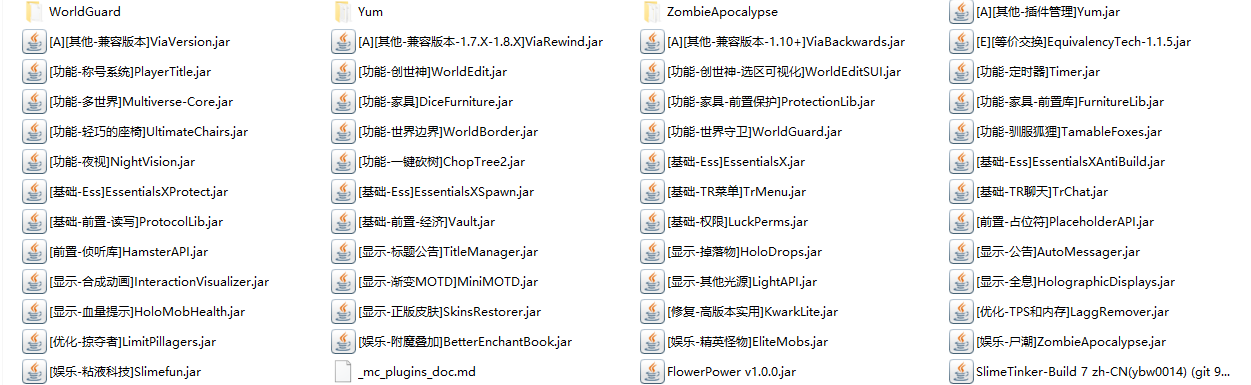 WorldGuard
Yum
ZombieApocalypse
[A][其他-插件管理]Yum.jar
[A][其他-兼容版本]ViaVersion.jar
[A][其他-兼容版本-1.7.X-1.8.X]ViaRewind.jar
[A][其他-兼容版本-1.10+]ViaBackwards.jar
[E][等价交换]EquivalencyTech-1.1.5.jar
[功能-称号系统]PlayerTitle.jar
[功能-创世神]WorldEdit.jar
[功能-创世神-选区可视化]WorldEditSUI.jar
[功能-定时器]Timer.jar
[功能-多世界]Multiverse-Core.jar
[功能-家具]DiceFurniture.jar
[功能-家具-前置保护]ProtectionLib.jar
[功能-家具-前置库]FurnitureLib.jar
[功能-轻巧的座椅]UltimateChairs.jar
[功能-世界边界]WorldBorder.jar
[功能-世界守卫]WorldGuard.jar
[功能-驯服狐狸]TamableFoxes.jar
[功能-夜视]NightVision.jar
[功能-一键砍树]ChopTree2.jar
[基础-Ess]EssentialsX.jar
[基础-Ess]EssentialsXAntiBuild.jar
[基础-Ess]EssentialsXProtect.jar
[基础-Ess]EssentialsXSpawn.jar
[基础-TR菜单]TrMenu.jar
[基础-TR聊天]TrChat.jar
[基础-前置-读写]ProtocolLib.jar
[基础-前置-经济]Vault.jar
[基础-权限]LuckPerms.jar
[前置-占位符]PlaceholderAPI.jar
[前置-侦听库]HamsterAPI.jar
[显示-标题公告]TitleManager.jar
[显示-掉落物]HoloDrops.jar
[显示-公告]AutoMessager.jar
[显示-合成动画]InteractionVisualizer.jar
[显示-渐变MOTD]MiniMOTD.jar
[显示-其他光源]LightAPI.jar
[显示-全息]HolographicDisplays.jar
[显示-血量提示]HoloMobHealth.jar
[显示-正版皮肤]SkinsRestorer.jar
[修复-高版本实用]KwarkLite.jar
[优化-TPS和内存]LaggRemover.jar
[优化-掠夺者]LimitPillagers.jar
[娱乐-附魔叠加]BetterEnchantBook.jar
[娱乐-精英怪物]EliteMobs.jar
[娱乐-尸潮]ZombieApocalypse.jar
[娱乐-粘液科技]Slimefun.jar
_mc_plugins_doc.md
FlowerPower v1.0.0.jar
SlimeTinker-Build 7 zh-CN(ybw0014) (git 9...